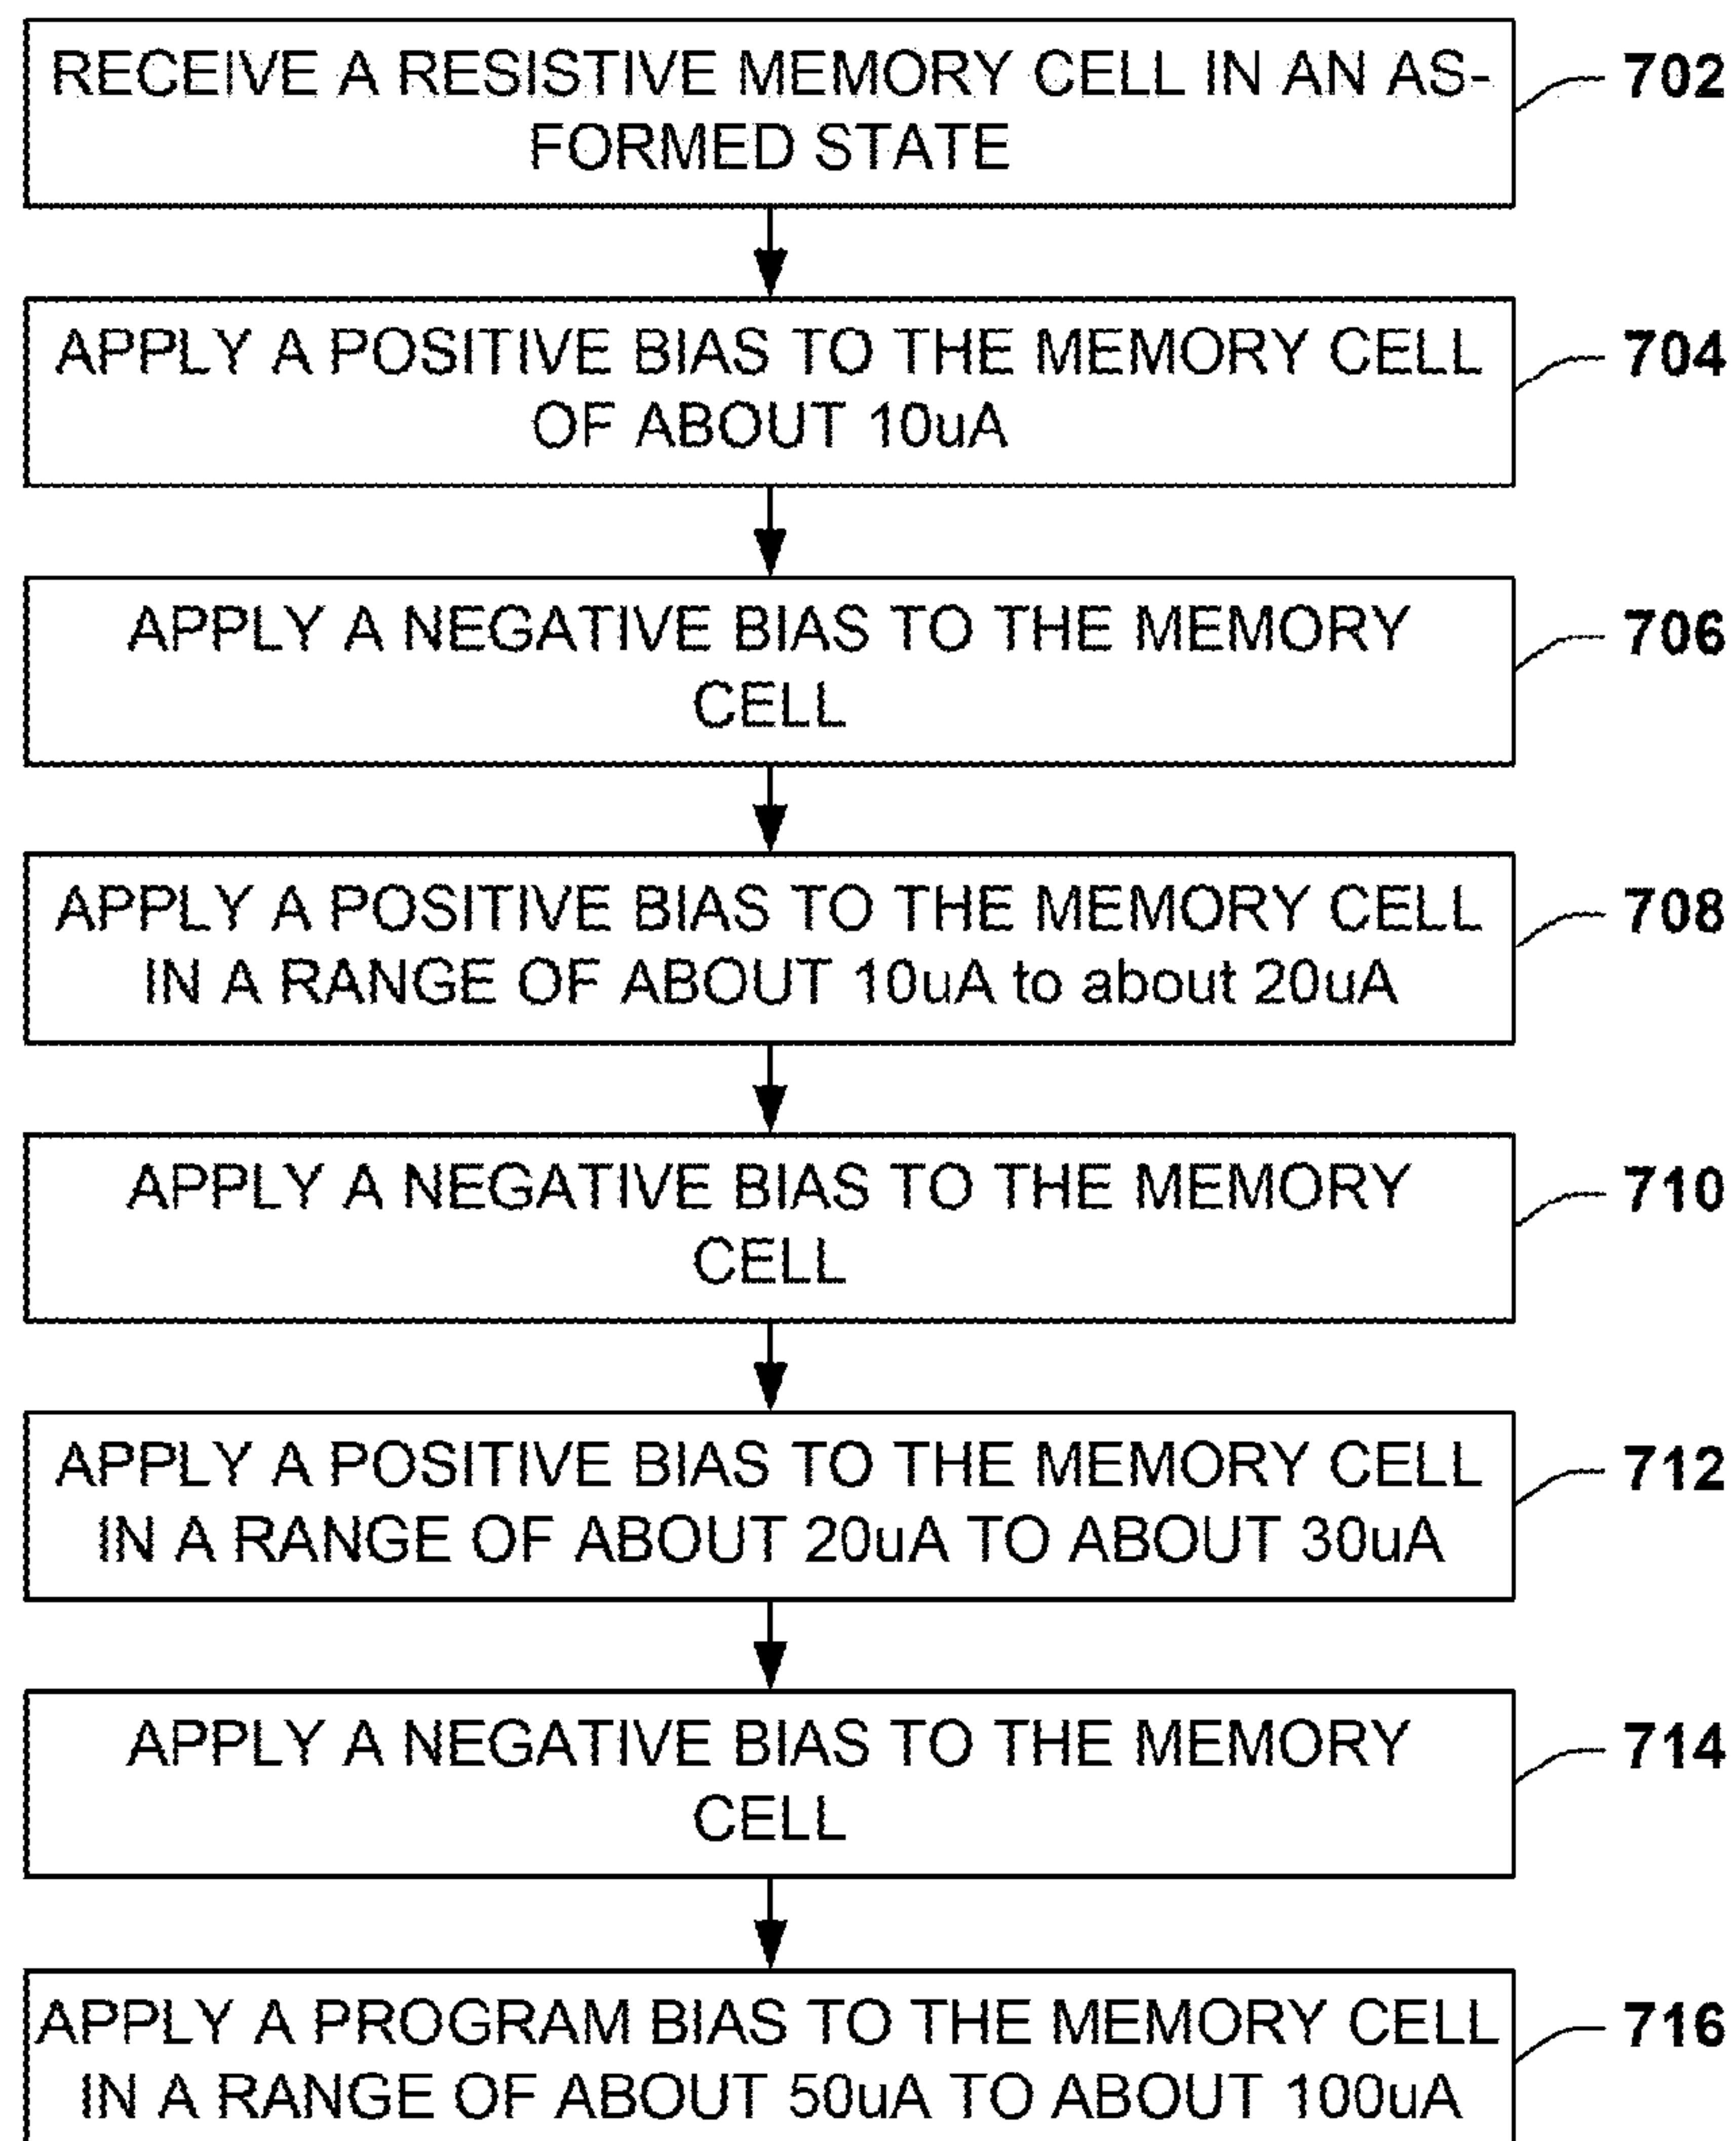 RECEIVE A RESISTIVE MEMORY CELL IN AN AS-
FORMED STATE
702
APPLY A POSITIVE BIAS TO THE MEMORY CELL
OF ABOUT 10uA
704
APPLY A NEGATIVE BIAS TO THE MEMORY
CELL
706
APPLY A POSITIVE BIAS TO THE MEMORY CELL
IN A RANGE OF ABOUT 10uA to about 20uA
708
APPLY A NEGATIVE BIAS TO THE MEMORY
CELL
710
APPLY A POSITIVE BIAS TO THE MEMORY CELL
IN A RANGE OF ABOUT 20uA TO ABOUT 30uA
712
APPLY A NEGATIVE BIAS TO THE MEMORY
CELL
714
APPLY A PROGRAM BIAS TO THE MEMORY CELL
IN A RANGE OF ABOUT 50uA TO ABOUT 100uA
716